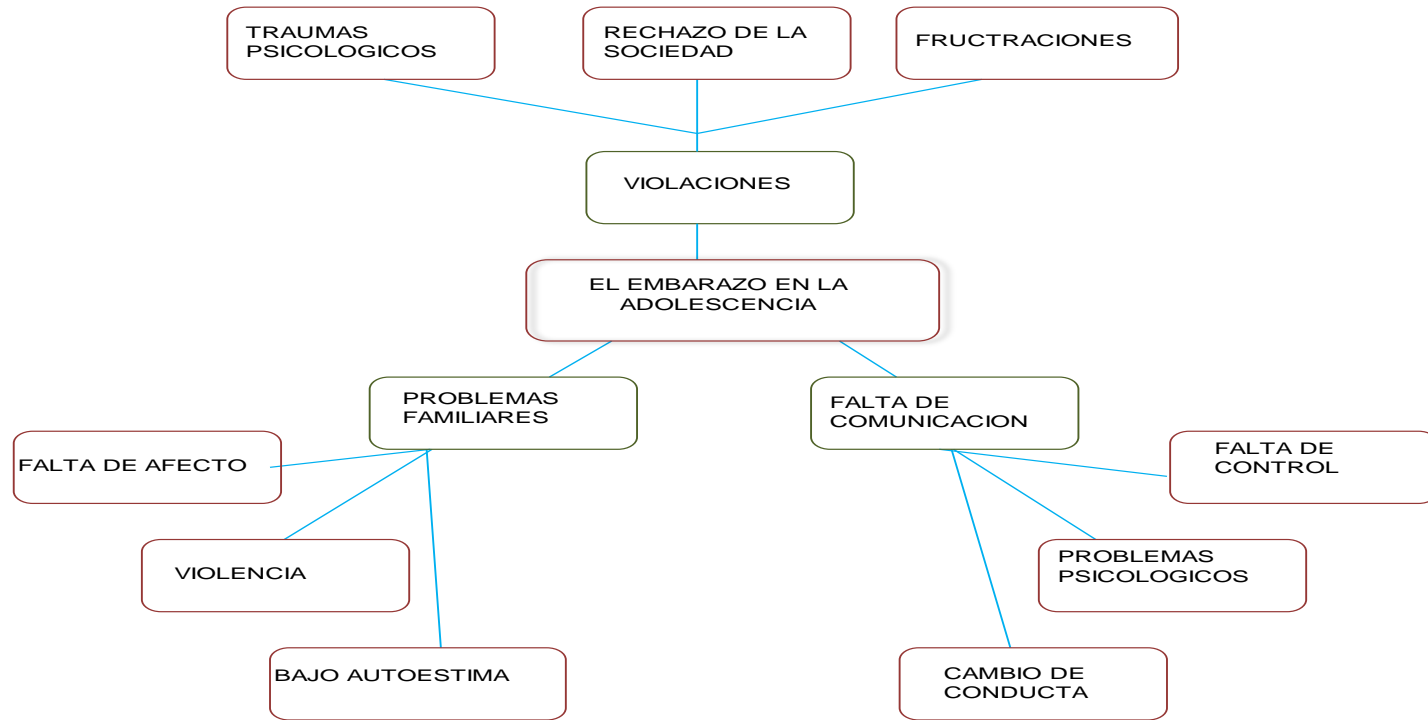 TRAUMAS
PSICOLOGICOS
RECHAZO DE LA
SOCIEDAD
FRUCTRACIONES
VIOLACIONES
EL EMBARAZO EN LA
ADOLESCENCIA
PROBLEMAS
FAMILIARES
FALTA DE
COMUNICACION
FALTA DE AFECTO
FALTA DE
CONTROL
VIOLENCIA
PROBLEMAS
PSICOLOGICOS
BAJO AUTOESTIMA
CAMBIO DE
CONDUCTA